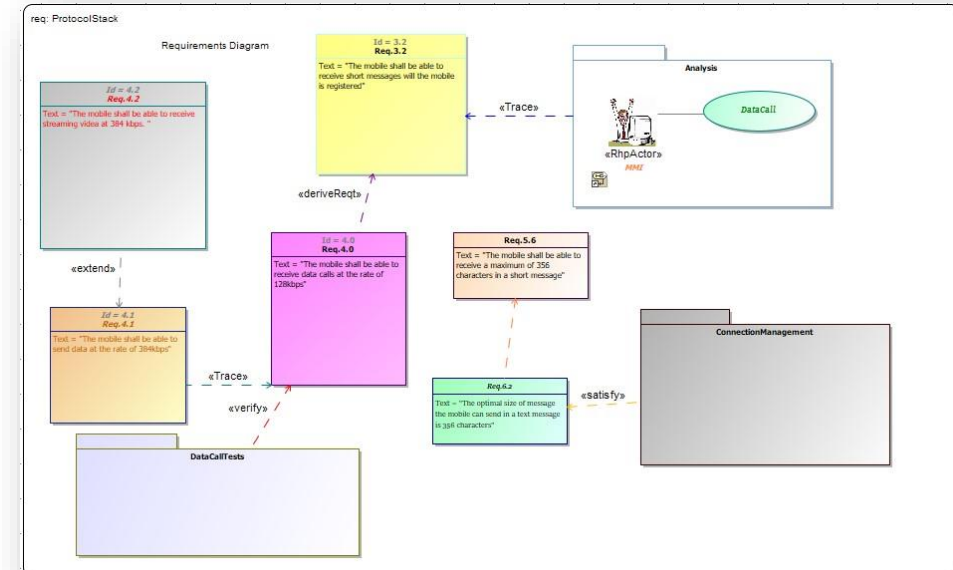 req: ProtocolStack
Requirements Diagram
Id = 3.2
Req.3.2
Text = "The mobile shall be able to
receive short messages will the mobile
is registered"
Analysis
DataCall
«RhpActor»
MMI
«Trace»
Id = 4.2
Req.4.2
Text = "The mobile shall be able to receive
streaming videa at 384 kbps. "
«deriveReqt»
«extend»
Id = 4.0
Req.4.0
Text = "The mobile shall be able to
receive data calls at the rate of
128kbps"
Req.5.6
Text = "The mobile shall be able to
receive a maximum of 356
characters in a short message"
Id = 4.1
Req.4.1
Text = "The mobile shall be able to
send data at the rate of 384kbps"
ConnectionManagement
«Trace»
«verify»
Req.6.2
Text = "The optimal size of message
the mobile can send in a text message
is 356 characters"
«satisfy»
DataCallTests